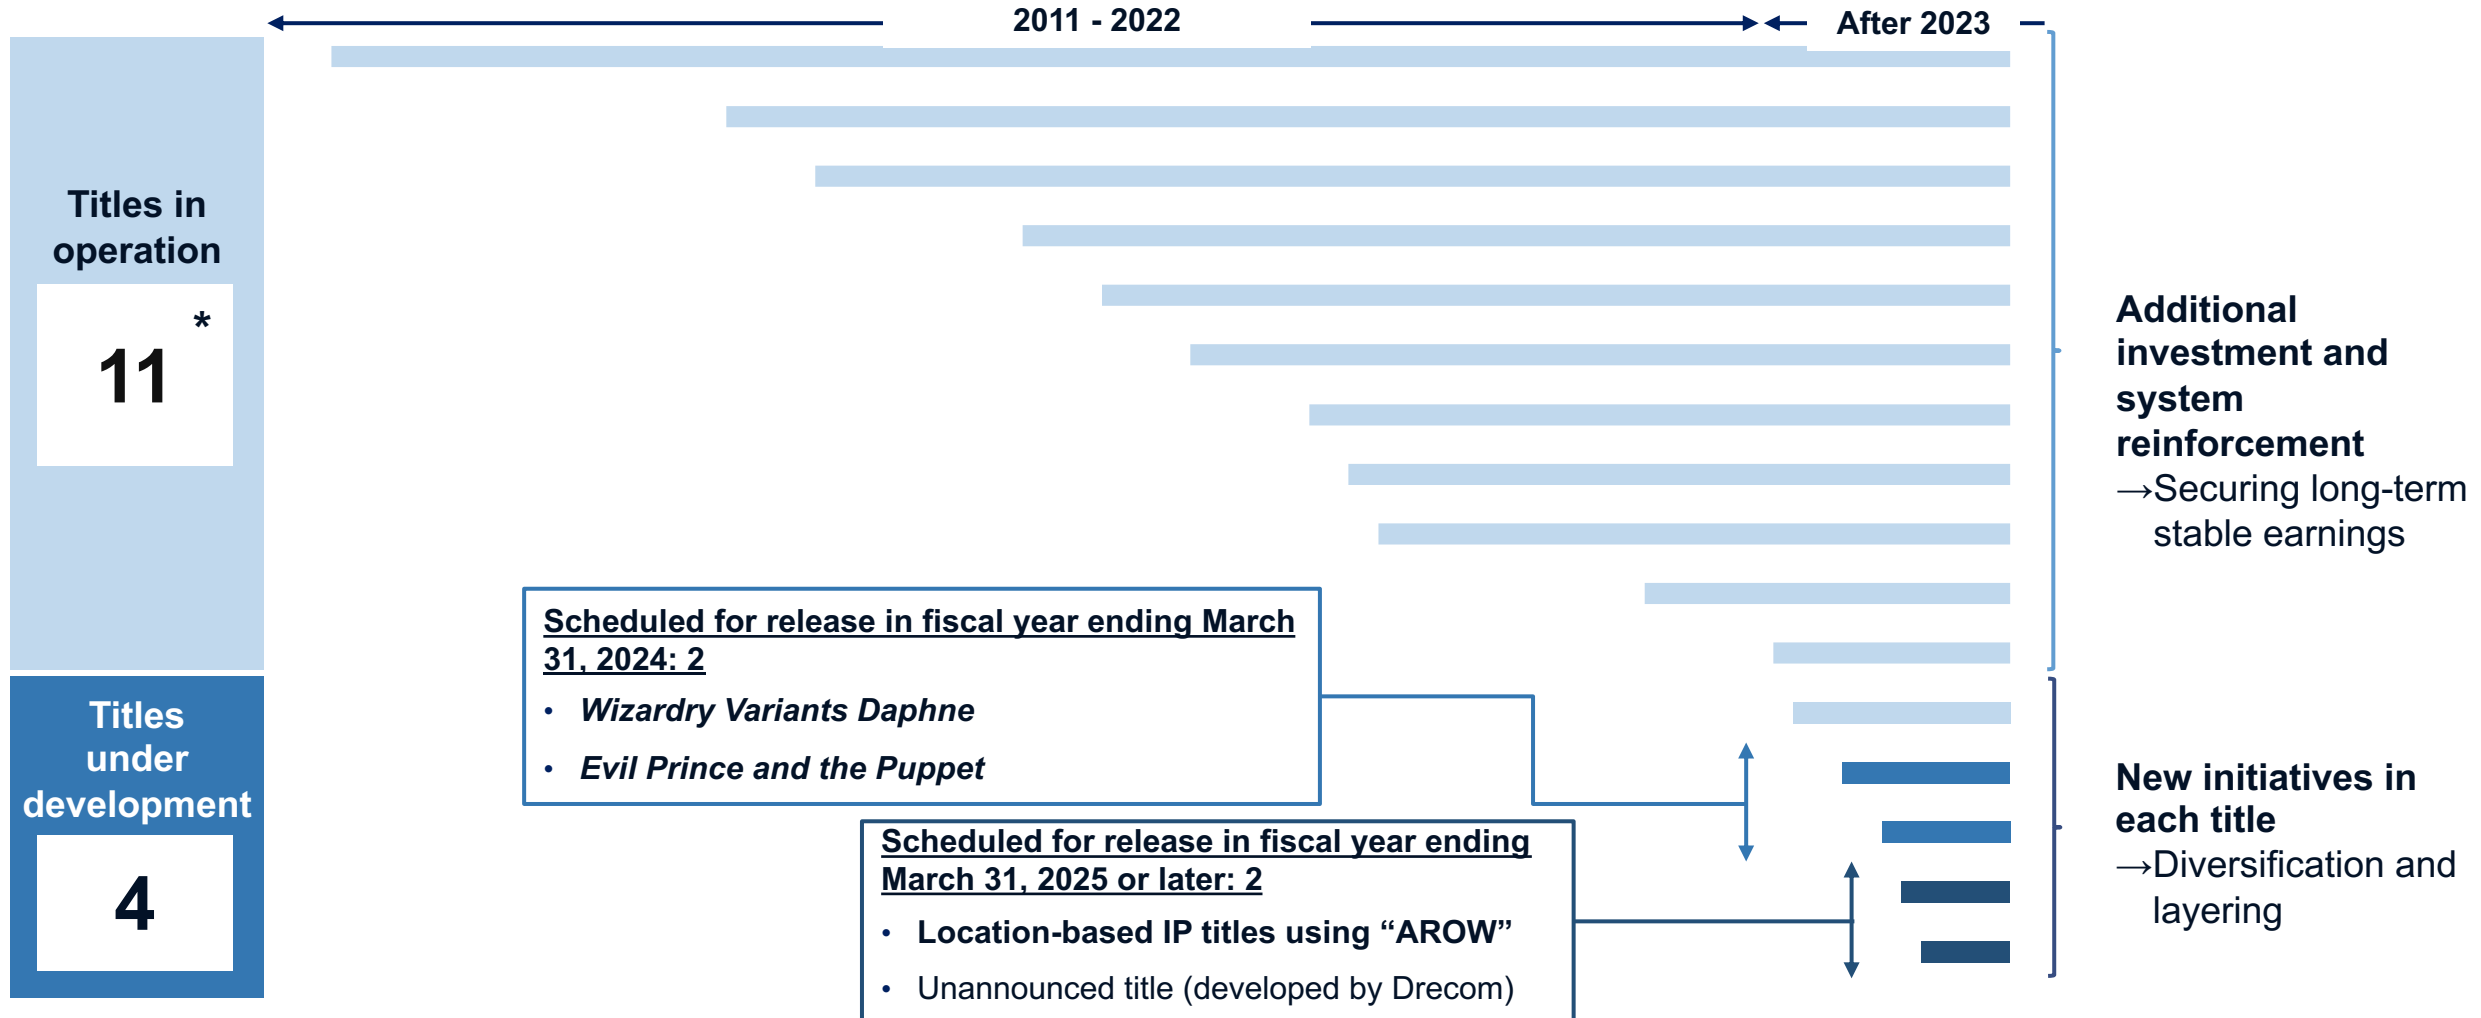 2011 - 2022
After 2023
Titles in
operation
*
11
Titles
under
development
4
Scheduled for release in fiscal year ending March
31, 2024: 2
• Wizardry Variants Daphne
• Evil Prince and the Puppet
Scheduled for release in fiscal year ending
March 31, 2025 or later: 2
• Location-based IP titles using “AROW”
• Unannounced title (developed by Drecom)
Additional
investment and
system
reinforcement
→Securing long-term
stable earnings
New initiatives in
each title
→Diversification and
layering